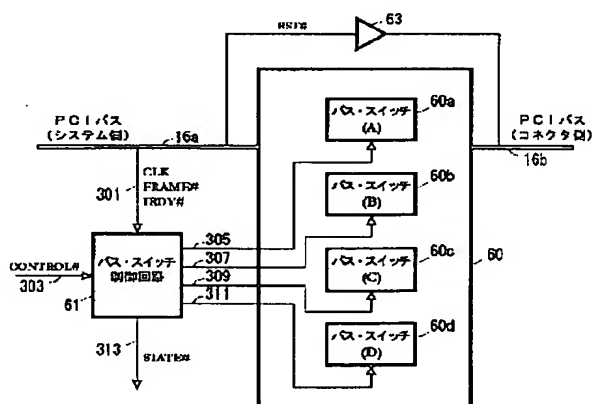 RST#
63
PCIバス
(システム側)
16a
バス・スイッチ
(A)
60a
PCIバス
(コネクタ側)
16b
301
CLK
FRAME#
IRDY#
バス・スイッチ
(B)
60b
305
307
309
311
CONTROL#
303
バス・スイッチ
制御回路
61
バス・スイッチ
(C)
60c
60
313
STATE#
バス・スイッチ
(D)
60d